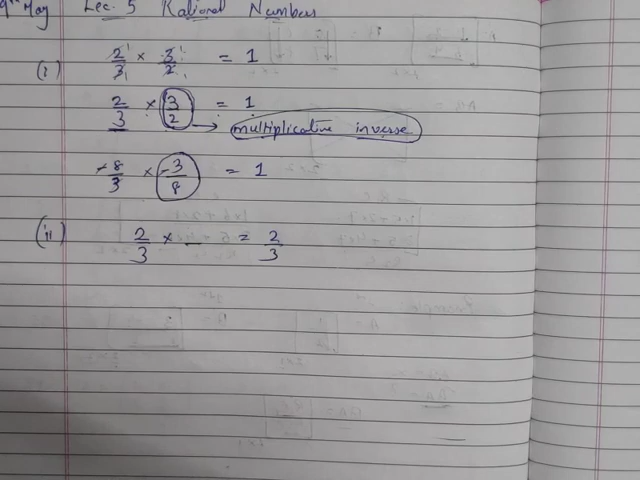 9th May Lec. 5 Rational Numbers
(i) 2/3 × 3/2 = 1
2/3 × 3/2 = 1
→ multiplicative inverse
-8/3 × -3/8 = 1
(ii) 2/3 × _ = 2/3